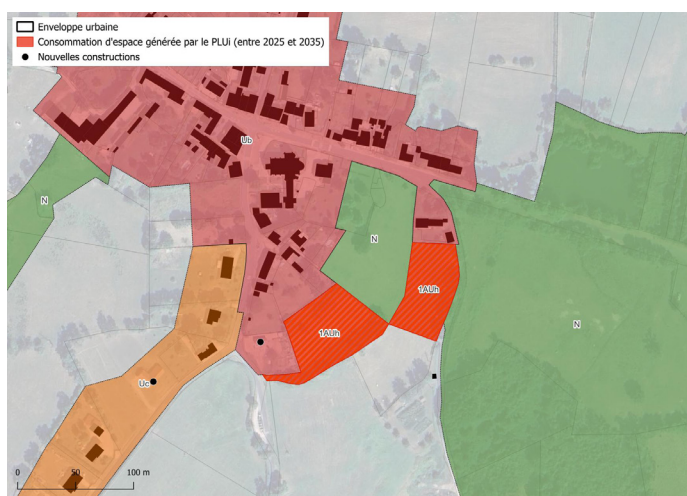 Enveloppe urbaine
Consommation d'espace générée par le PLUi (entre 2025 et 2035)
Nouvelles constructions
Ub
N
N
1AUh
N
1AUh
Uc
0 50 100 m